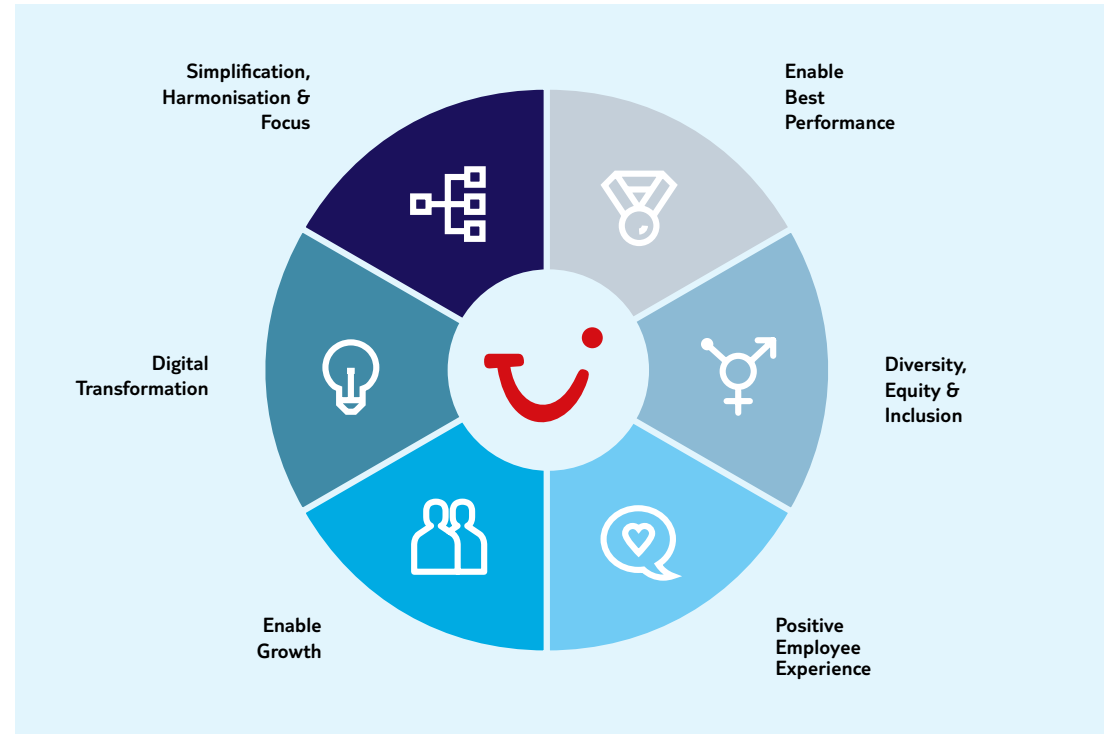 Simplification,
Harmonisation &
Focus
Enable
Best
Performance
Digital
Transformation
Diversity,
Equity &
Inclusion
Enable
Growth
Positive
Employee
Experience